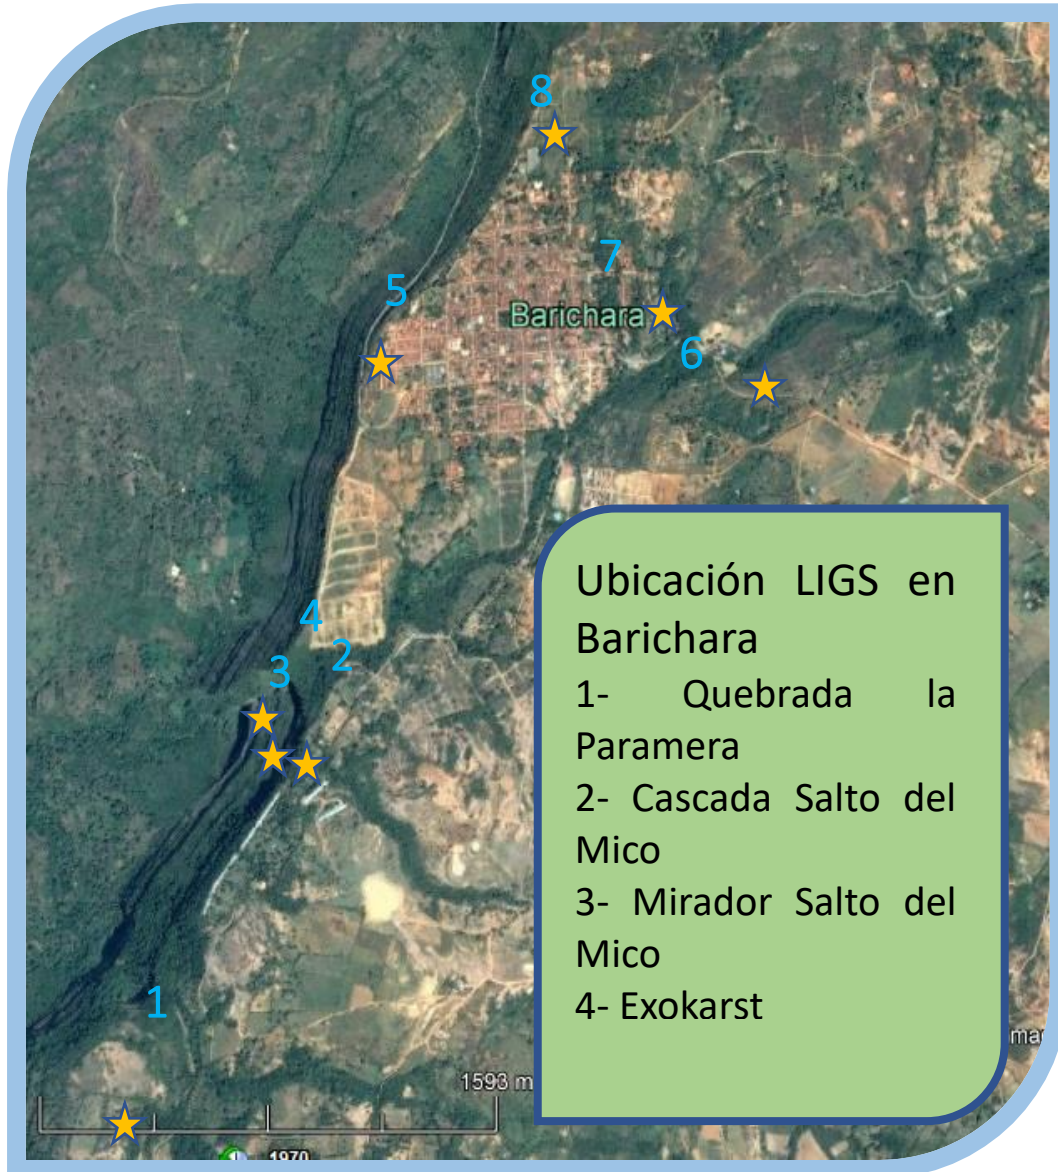 8
7
5
Barichara
6
Ubicación LIGS en
Barichara
1- Quebrada la
Paramera
2- Cascada Salto del
Mico
3- Mirador Salto del
Mico
4- Exokarst
4
2
3
1
1593 m
1970